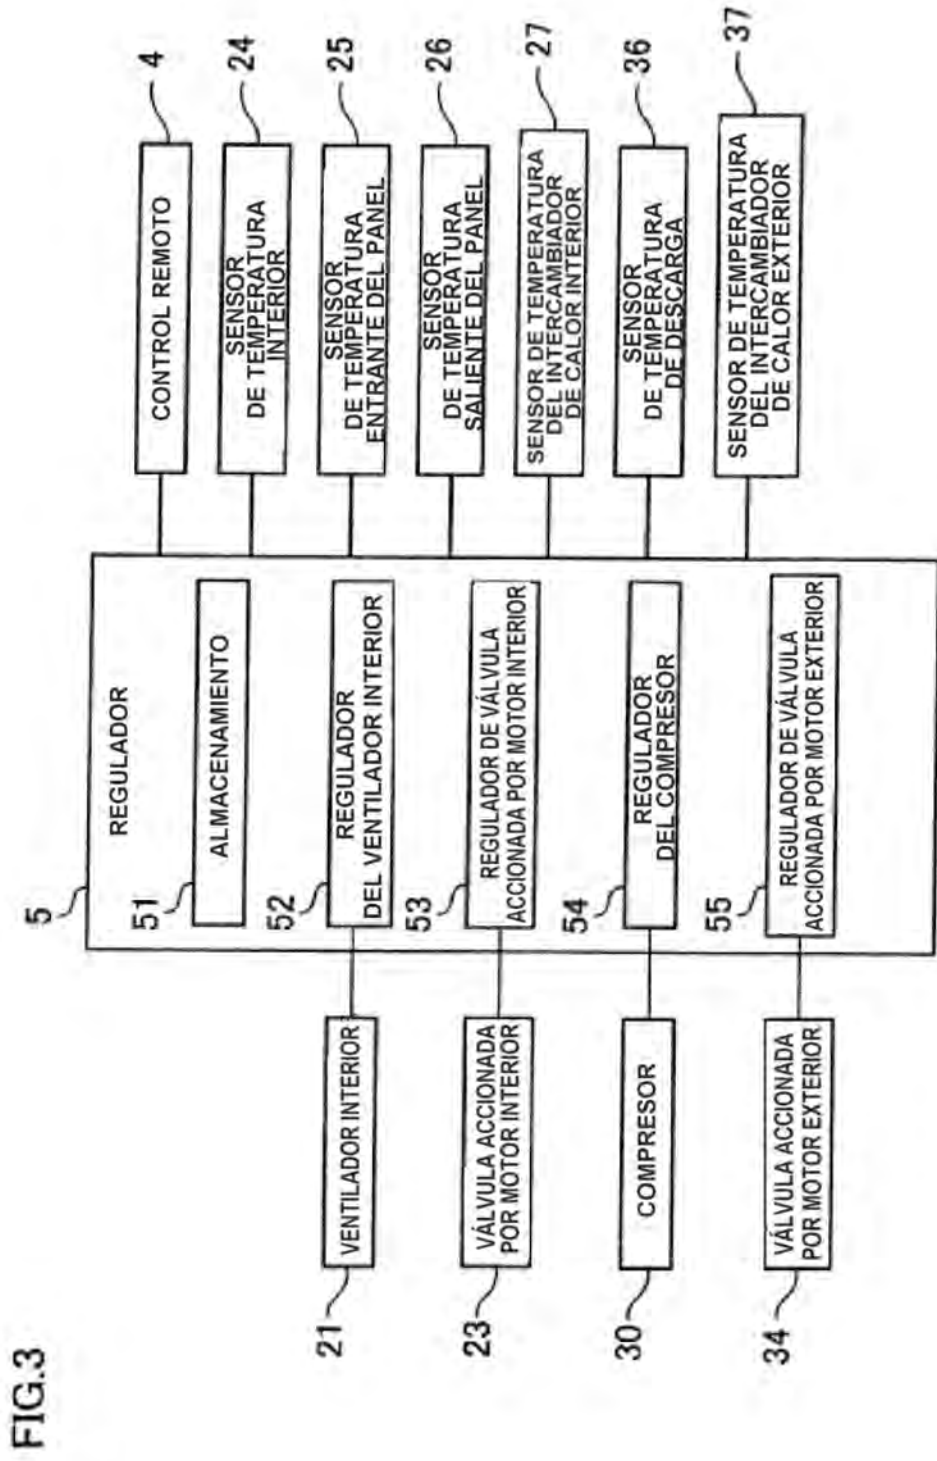 FIG.3
5
REGULADOR
51
ALMACENAMIENTO
52
REGULADOR
DEL VENTILADOR INTERIOR
53
REGULADOR DE VÁLVULA
ACCIONADA POR MOTOR INTERIOR
54
REGULADOR
DEL COMPRESOR
55
REGULADOR DE VÁLVULA
ACCIONADA POR MOTOR EXTERIOR
21
VENTILADOR INTERIOR
23
VÁLVULA ACCIONADA
POR MOTOR INTERIOR
30
COMPRESOR
34
VÁLVULA ACCIONADA
POR MOTOR EXTERIOR
CONTROL REMOTO
4
SENSOR
DE TEMPERATURA
INTERIOR
24
SENSOR
DE TEMPERATURA
ENTRANTE DEL PANEL
25
SENSOR
DE TEMPERATURA
SALIENTE DEL PANEL
26
SENSOR DE TEMPERATURA
DEL INTERCAMBIADOR
DE CALOR INTERIOR
27
SENSOR
DE TEMPERATURA
DE DESCARGA
36
SENSOR DE TEMPERATURA
DEL INTERCAMBIADOR
DE CALOR EXTERIOR
37